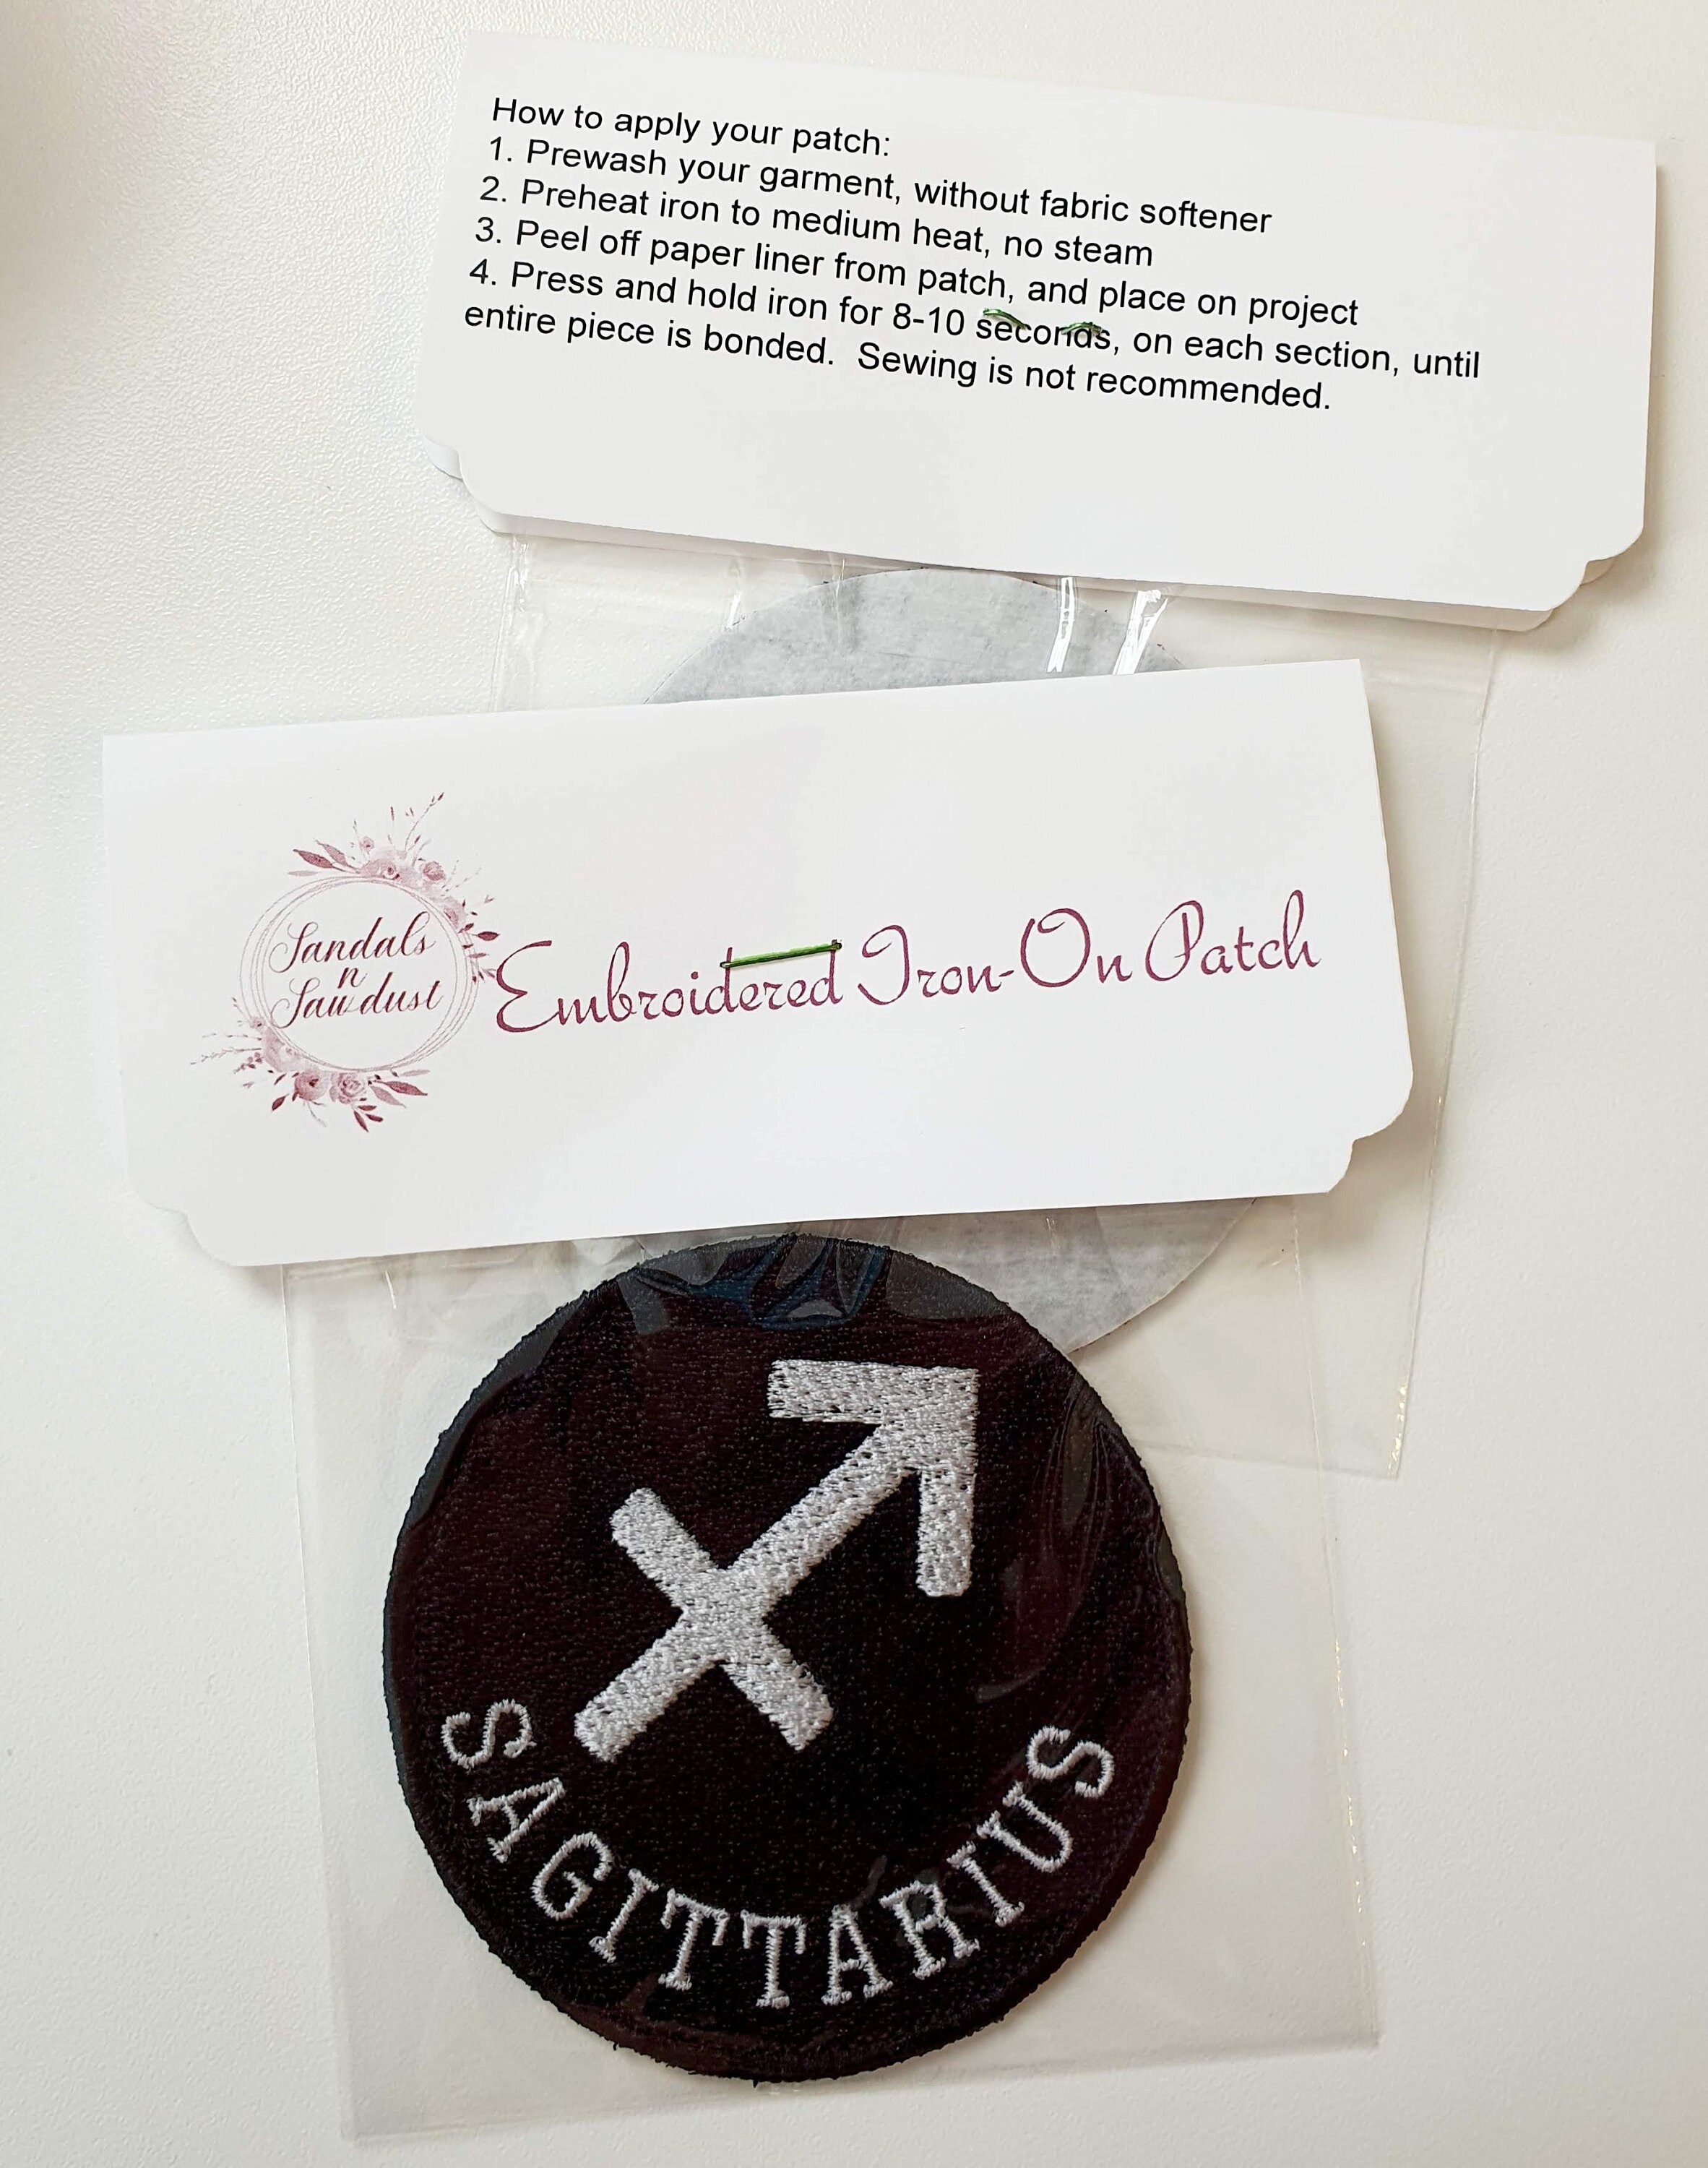 How to apply your patch:
1. Prewash your garment, without fabric softener
2. Preheat iron to medium heat, no steam
3. Peel off paper liner from patch, and place on project
4. Press and hold iron for 8-10 seconds, on each section, until
entire piece is bonded.  Sewing is not recommended.
Sandals
n
Sawdust
Embroidered Iron-On Patch
SAGITTARIUS